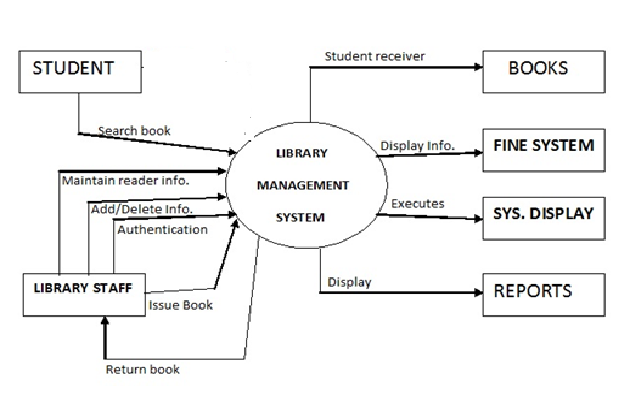 STUDENT
Student receiver
BOOKS
Search book
LIBRARY
MANAGEMENT
SYSTEM
Display Info.
FINE SYSTEM
Maintain reader info.
Add/Delete Info.
Authentication
Executes
SYS. DISPLAY
LIBRARY STAFF
Issue Book
Display
REPORTS
Return book